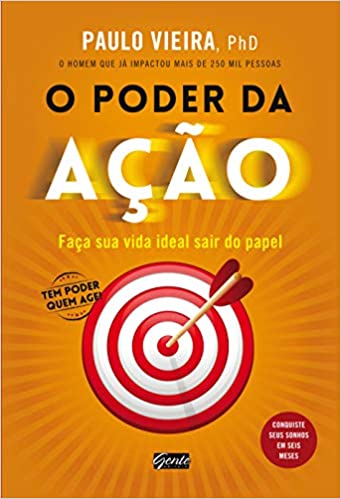 PAULO VIEIRA, PhD
O HOMEM QUE JÁ IMPACTOU MAIS DE 250 MIL PESSOAS
O PODER DA
AÇÃO
Faça sua vida ideal sair do papel
TEM PODER
QUEM AGE!
CONQUISTE
SEUS SONHOS
EM SEIS
MESES
Gente